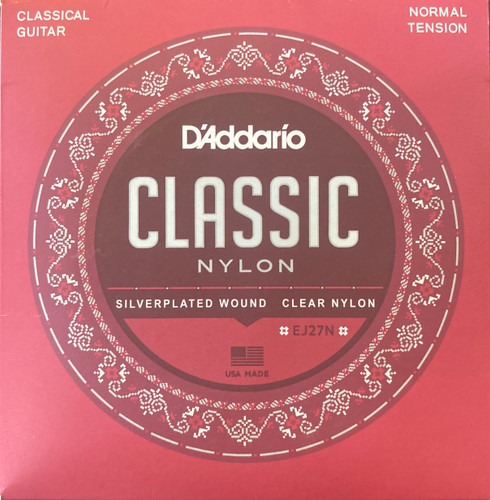 CLASSICAL
GUITAR
NORMAL
TENSION
D'Addario
CLASSIC
NYLON
SILVERPLATED WOUND CLEAR NYLON
# EJ27N #
USA MADE